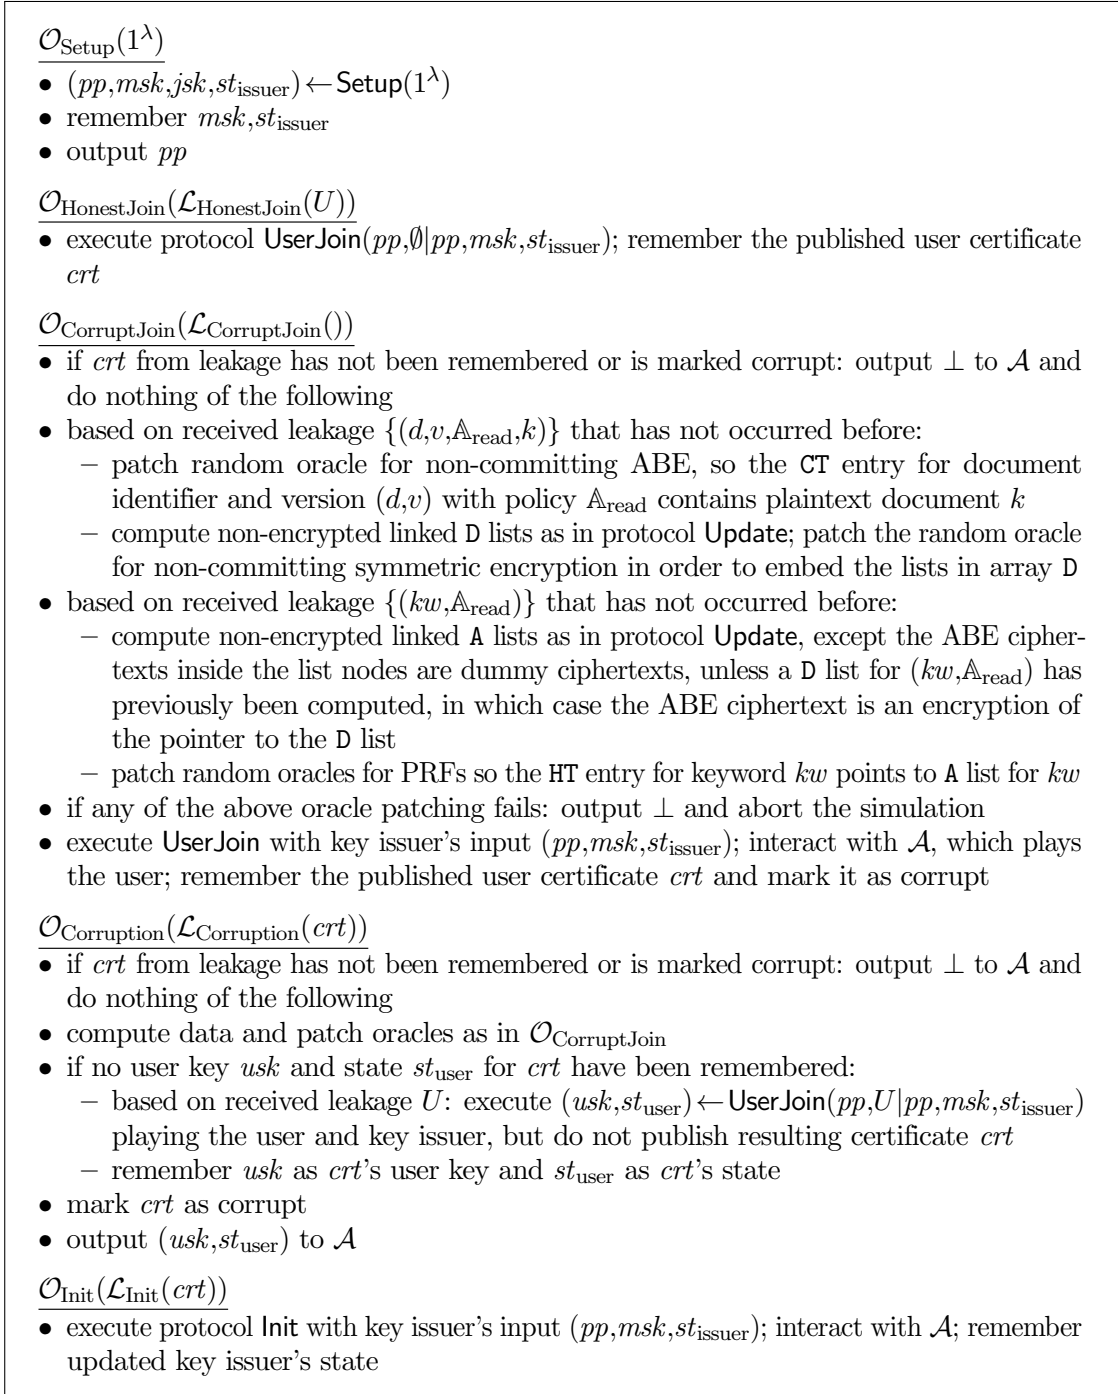 𝒪_Setup(1^λ)
• (pp,msk,jsk,st_issuer)←Setup(1^λ)
• remember msk,st_issuer
• output pp
𝒪_HonestJoin(ℒ_HonestJoin(U))
• execute protocol UserJoin(pp,∅|pp,msk,st_issuer); remember the published user certificate
crt
𝒪_CorruptJoin(ℒ_CorruptJoin())
• if crt from leakage has not been remembered or is marked corrupt: output ⊥ to 𝒜 and
do nothing of the following
• based on received leakage {(d,v,𝔸_read,k)} that has not occurred before:
– patch random oracle for non-committing ABE, so the CT entry for document
identifier and version (d,v) with policy 𝔸_read contains plaintext document k
– compute non-encrypted linked D lists as in protocol Update; patch the random oracle
for non-committing symmetric encryption in order to embed the lists in array D
• based on received leakage {(kw,𝔸_read)} that has not occurred before:
– compute non-encrypted linked A lists as in protocol Update, except the ABE cipher-
texts inside the list nodes are dummy ciphertexts, unless a D list for (kw,𝔸_read) has
previously been computed, in which case the ABE ciphertext is an encryption of
the pointer to the D list
– patch random oracles for PRFs so the HT entry for keyword kw points to A list for kw
• if any of the above oracle patching fails: output ⊥ and abort the simulation
• execute UserJoin with key issuer's input (pp,msk,st_issuer); interact with 𝒜, which plays
the user; remember the published user certificate crt and mark it as corrupt
𝒪_Corruption(ℒ_Corruption(crt))
• if crt from leakage has not been remembered or is marked corrupt: output ⊥ to 𝒜 and
do nothing of the following
• compute data and patch oracles as in 𝒪_CorruptJoin
• if no user key usk and state st_user for crt have been remembered:
– based on received leakage U: execute (usk,st_user)←UserJoin(pp,U|pp,msk,st_issuer)
playing the user and key issuer, but do not publish resulting certificate crt
– remember usk as crt's user key and st_user as crt's state
• mark crt as corrupt
• output (usk,st_user) to 𝒜
𝒪_Init(ℒ_Init(crt))
• execute protocol Init with key issuer's input (pp,msk,st_issuer); interact with 𝒜; remember
updated key issuer's state